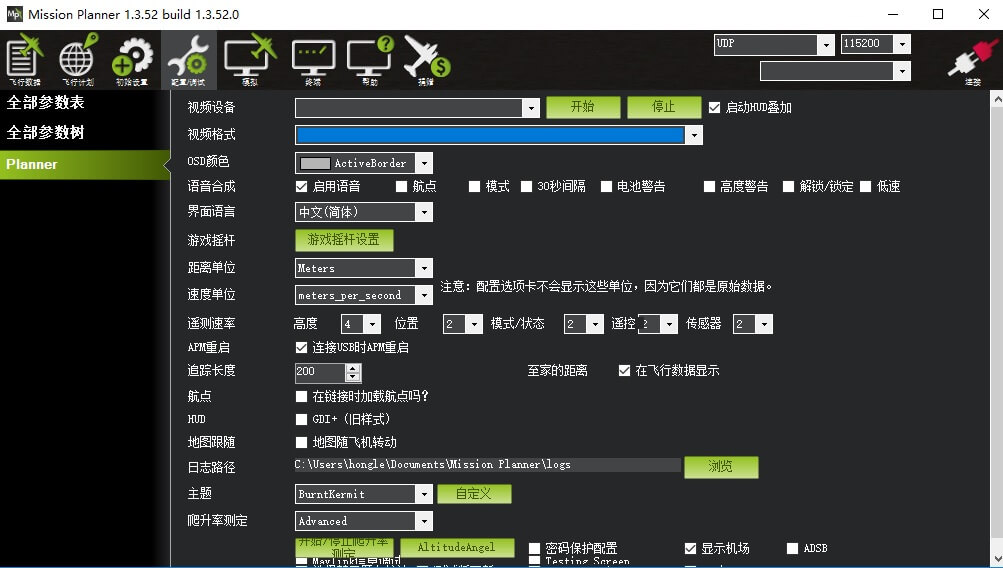 Mission Planner 1.3.52 build 1.3.52.0
飞行数据 飞行计划 初始设置 配置/调试 模拟 终端 帮助 捐赠 UDP 115200 连接
全部参数表
全部参数树
Planner
视频设备 开始 停止 启动HUD叠加
视频格式
OSD颜色 ActiveBorder
语音合成 启用语音 航点 模式 30秒间隔 电池警告 高度警告 解锁/锁定 低速
界面语言 中文(简体)
游戏摇杆 游戏摇杆设置
距离单位 Meters
注意：配置选项卡不会显示这些单位，因为它们都是原始数据。
速度单位 meters_per_second
遥测速率 高度 4 位置 2 模式/状态 2 遥控 2 传感器 2
APM重启 连接USB时APM重启
追踪长度 200 至家的距离 在飞行数据显示
航点 在链接时加载航点吗?
HUD GDI+ (旧样式)
地图跟随 地图随飞机转动
日志路径 C:\Users\hongle\Documents\Mission Planner\logs 浏览
主题 BurntKermit 自定义
爬升率测定 Advanced
开始/停止爬升率测定 AltitudeAngel 密码保护配置 显示机场 ADSB
Testing Screen